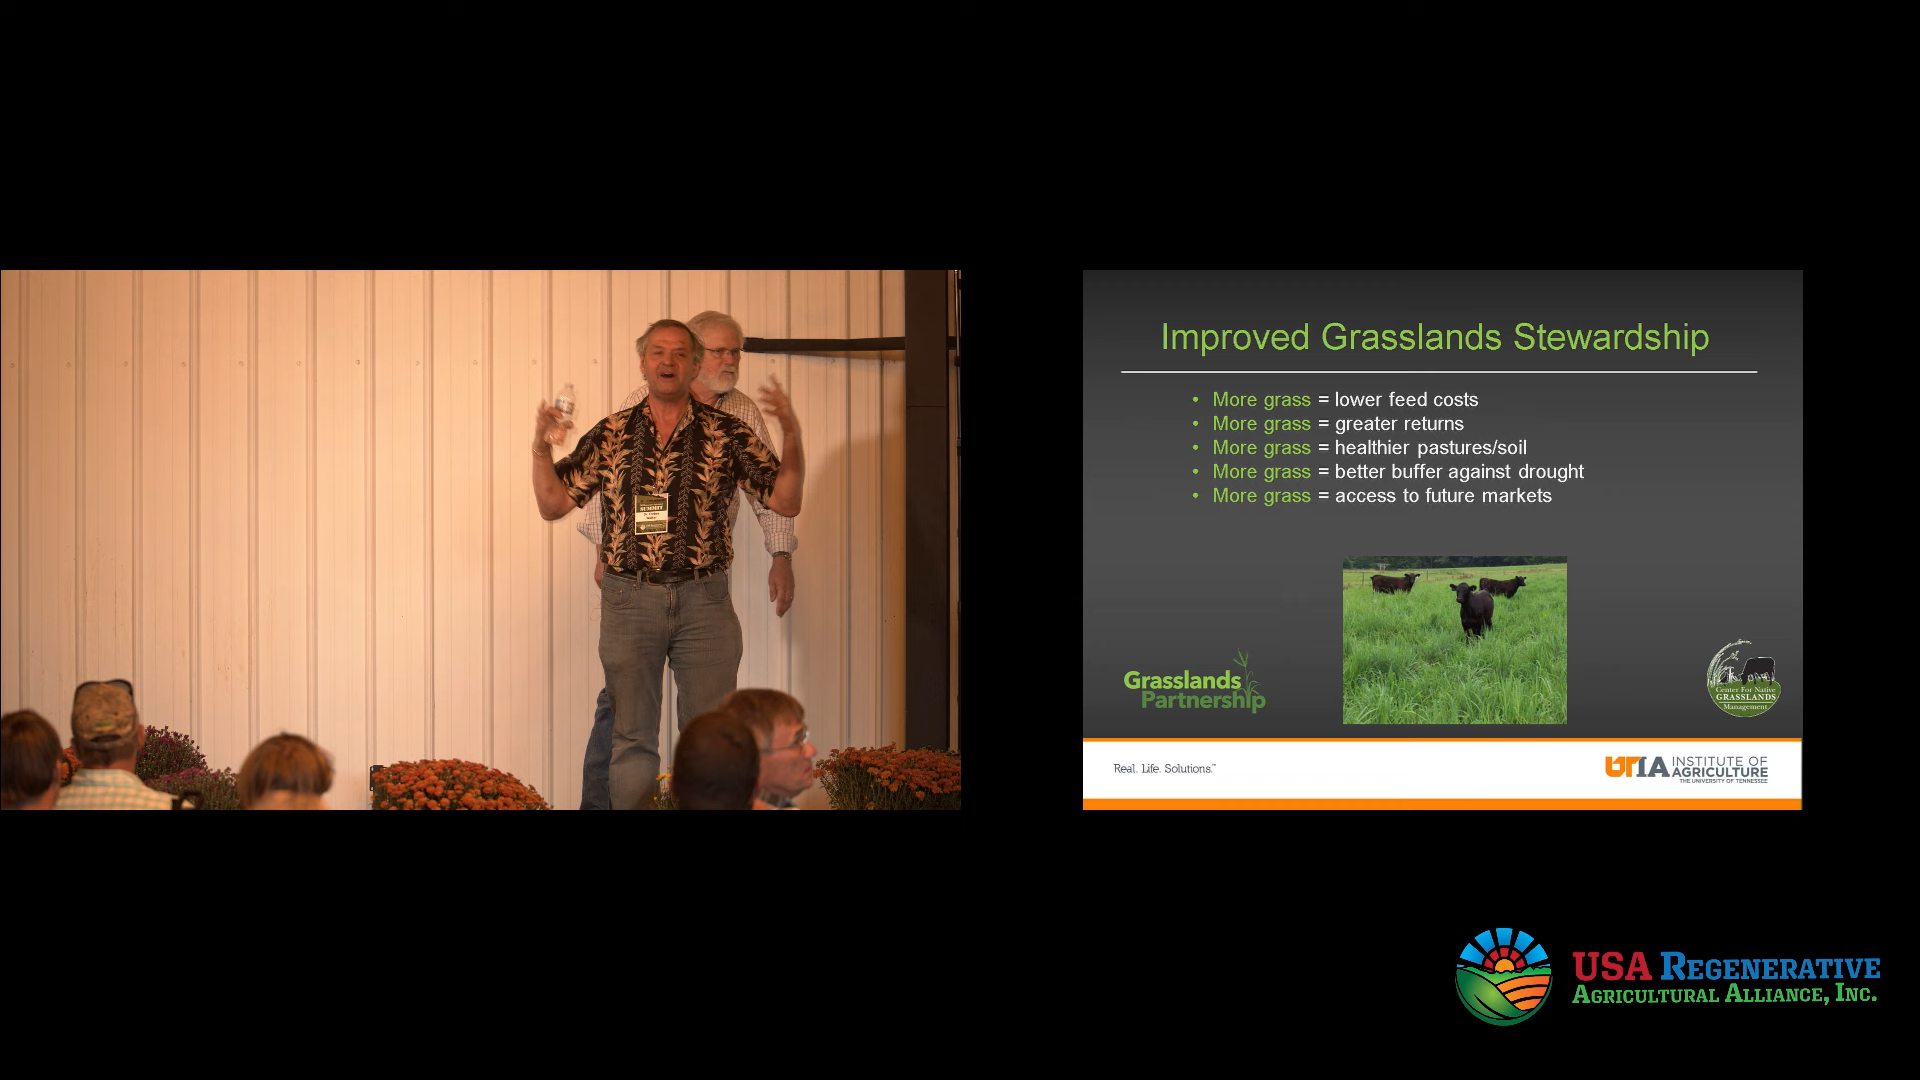 SUMMIT
Improved Grasslands Stewardship
• More grass = lower feed costs
• More grass = greater returns
• More grass = healthier pastures/soil
• More grass = better buffer against drought
• More grass = access to future markets
Grasslands
Partnership
Center For Native
GRASSLANDS
Management
Real. Life. Solutions.™
UTIA INSTITUTE OF
AGRICULTURE
THE UNIVERSITY OF TENNESSEE
USA REGENERATIVE
AGRICULTURAL ALLIANCE, INC.